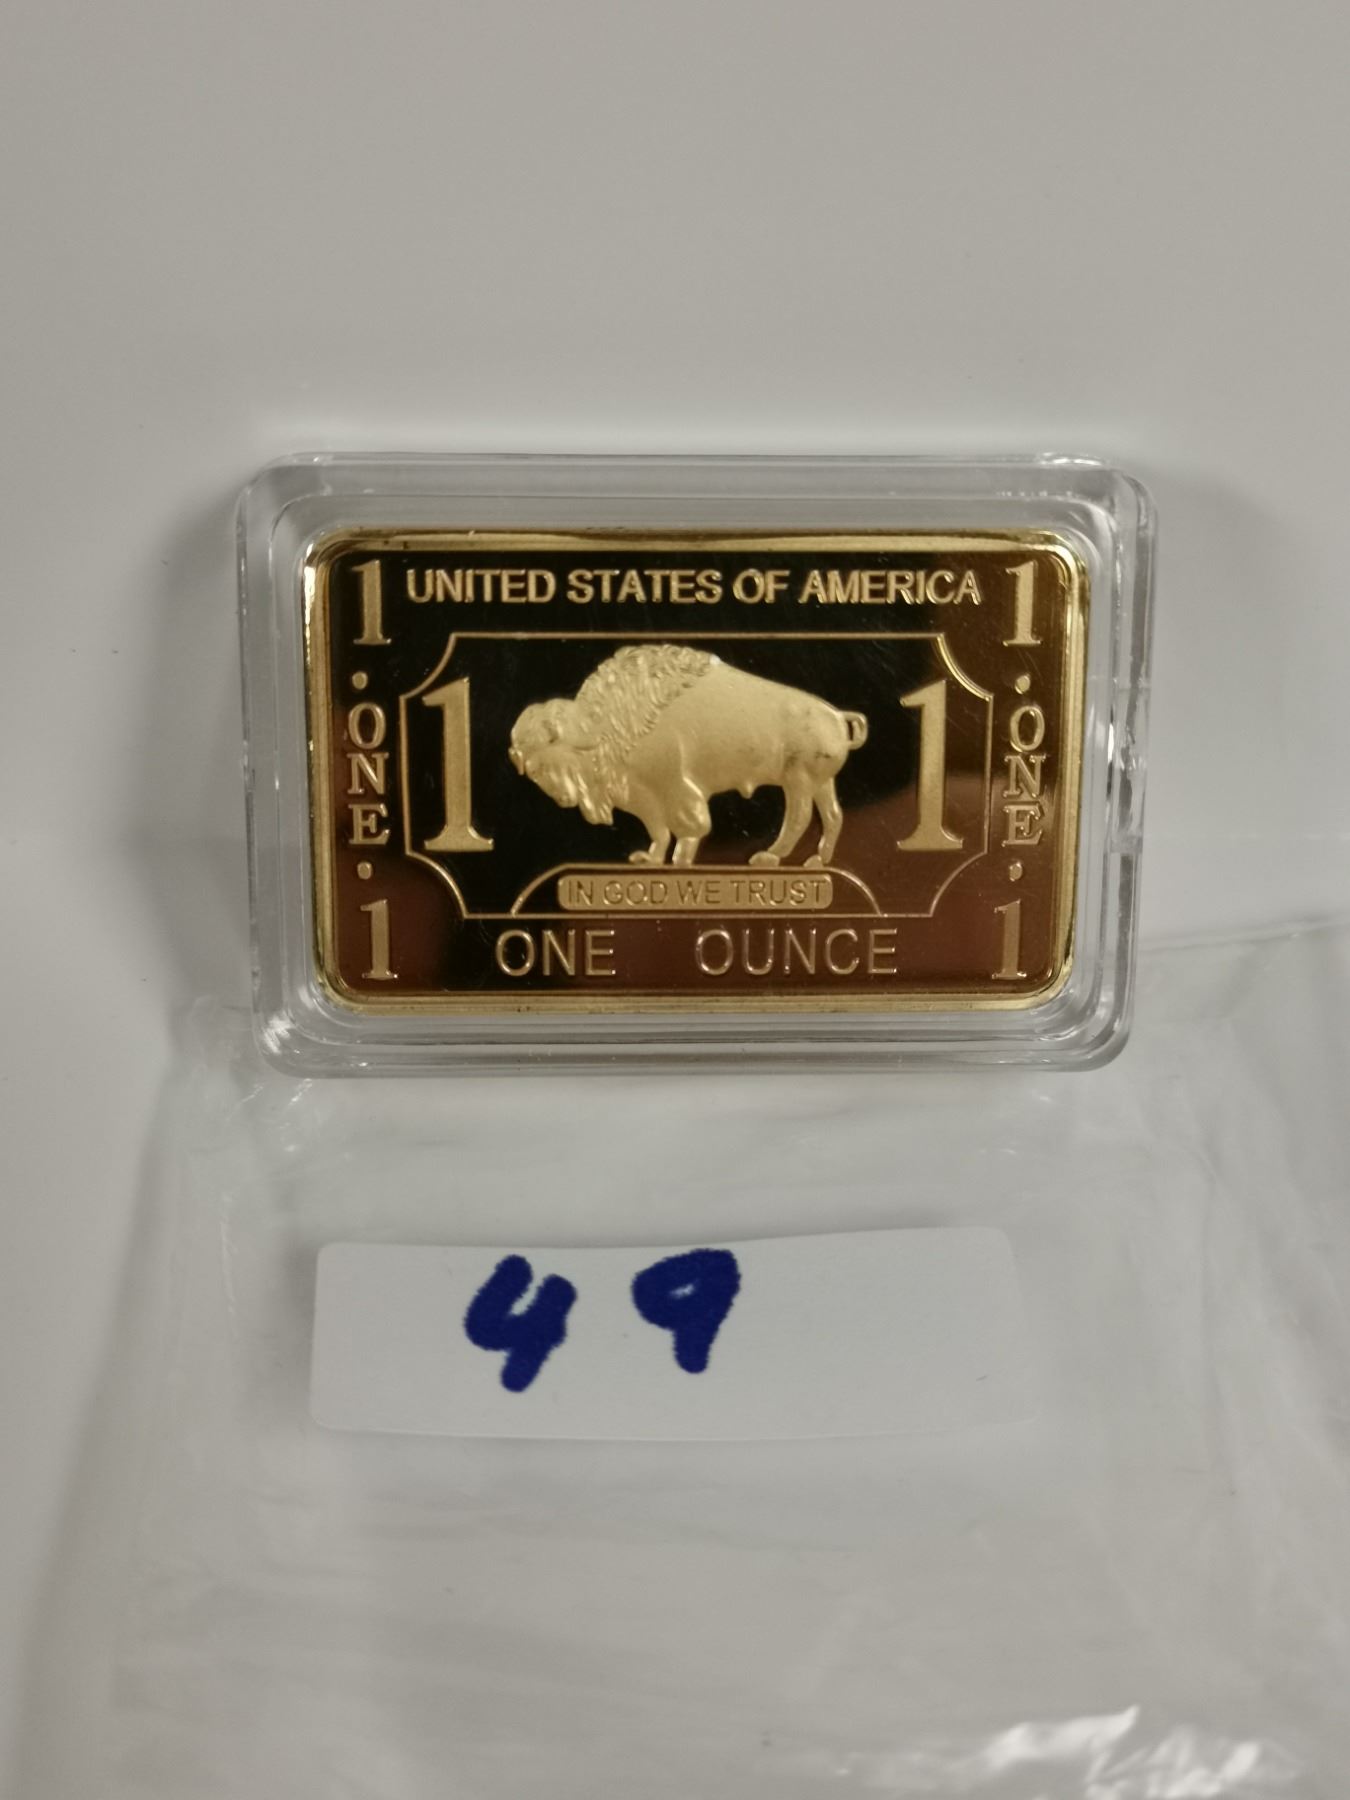 1 UNITED STATES OF AMERICA 1
· ONE · 1 1 · ONE ·
IN GOD WE TRUST
1 ONE OUNCE 1
49